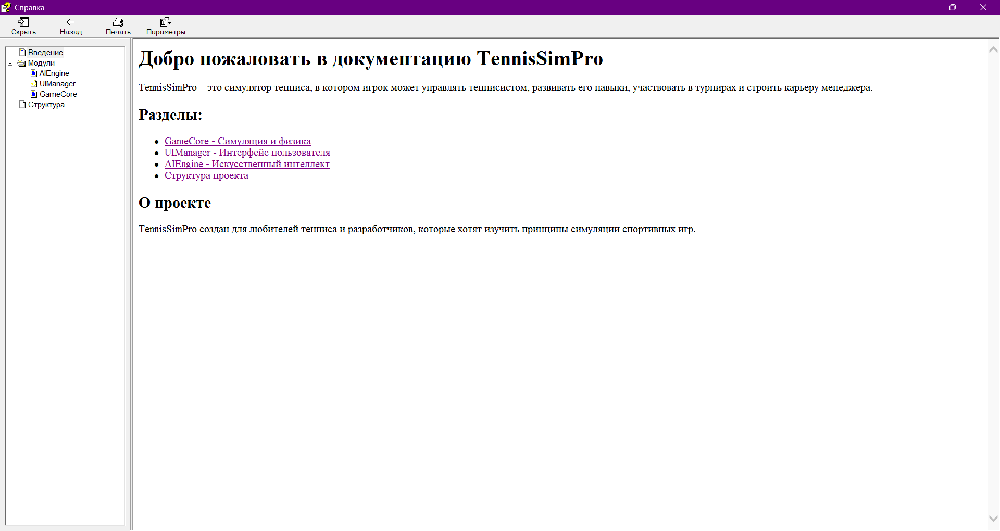 Справка
Скрыть
Назад
Печать
Параметры
Введение
Модули
AIEngine
UIManager
GameCore
Структура
Добро пожаловать в документацию TennisSimPro
TennisSimPro – это симулятор тенниса, в котором игрок может управлять теннисистом, развивать его навыки, участвовать в турнирах и строить карьеру менеджера.
Разделы:
GameCore - Симуляция и физика
UIManager - Интерфейс пользователя
AIEngine - Искусственный интеллект
Структура проекта
О проекте
TennisSimPro создан для любителей тенниса и разработчиков, которые хотят изучить принципы симуляции спортивных игр.